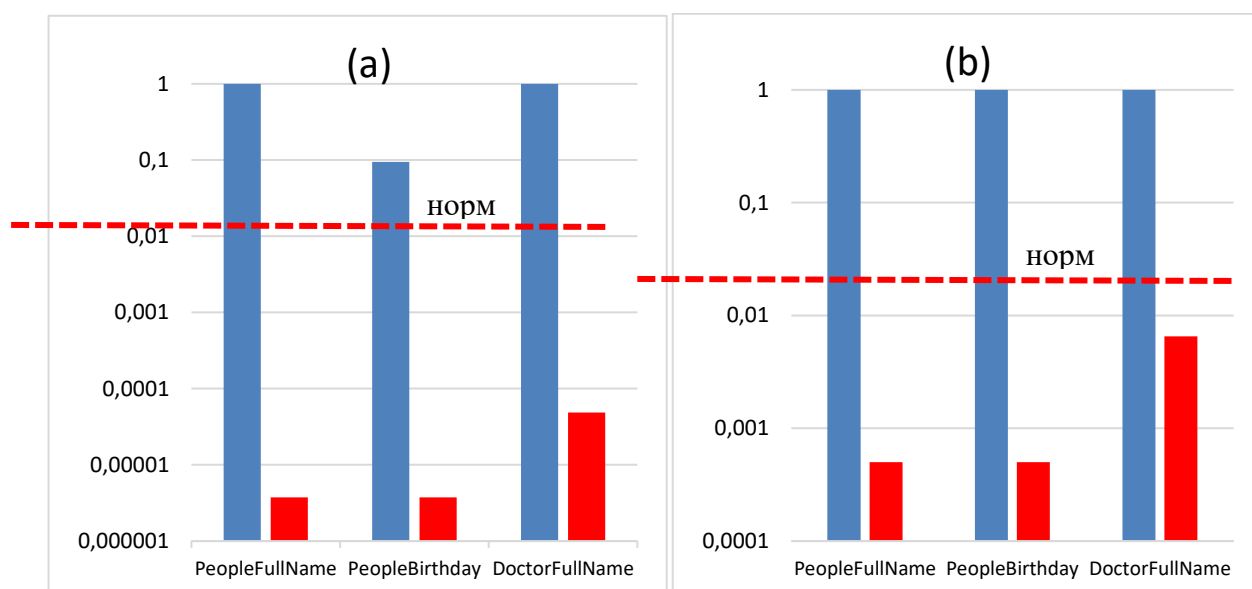 (a)
1
0,1
норм
0,01
0,001
0,0001
0,00001
0,000001
PeopleFullName PeopleBirthday DoctorFullName
(b)
1
0,1
норм
0,01
0,001
0,0001
PeopleFullName PeopleBirthday DoctorFullName